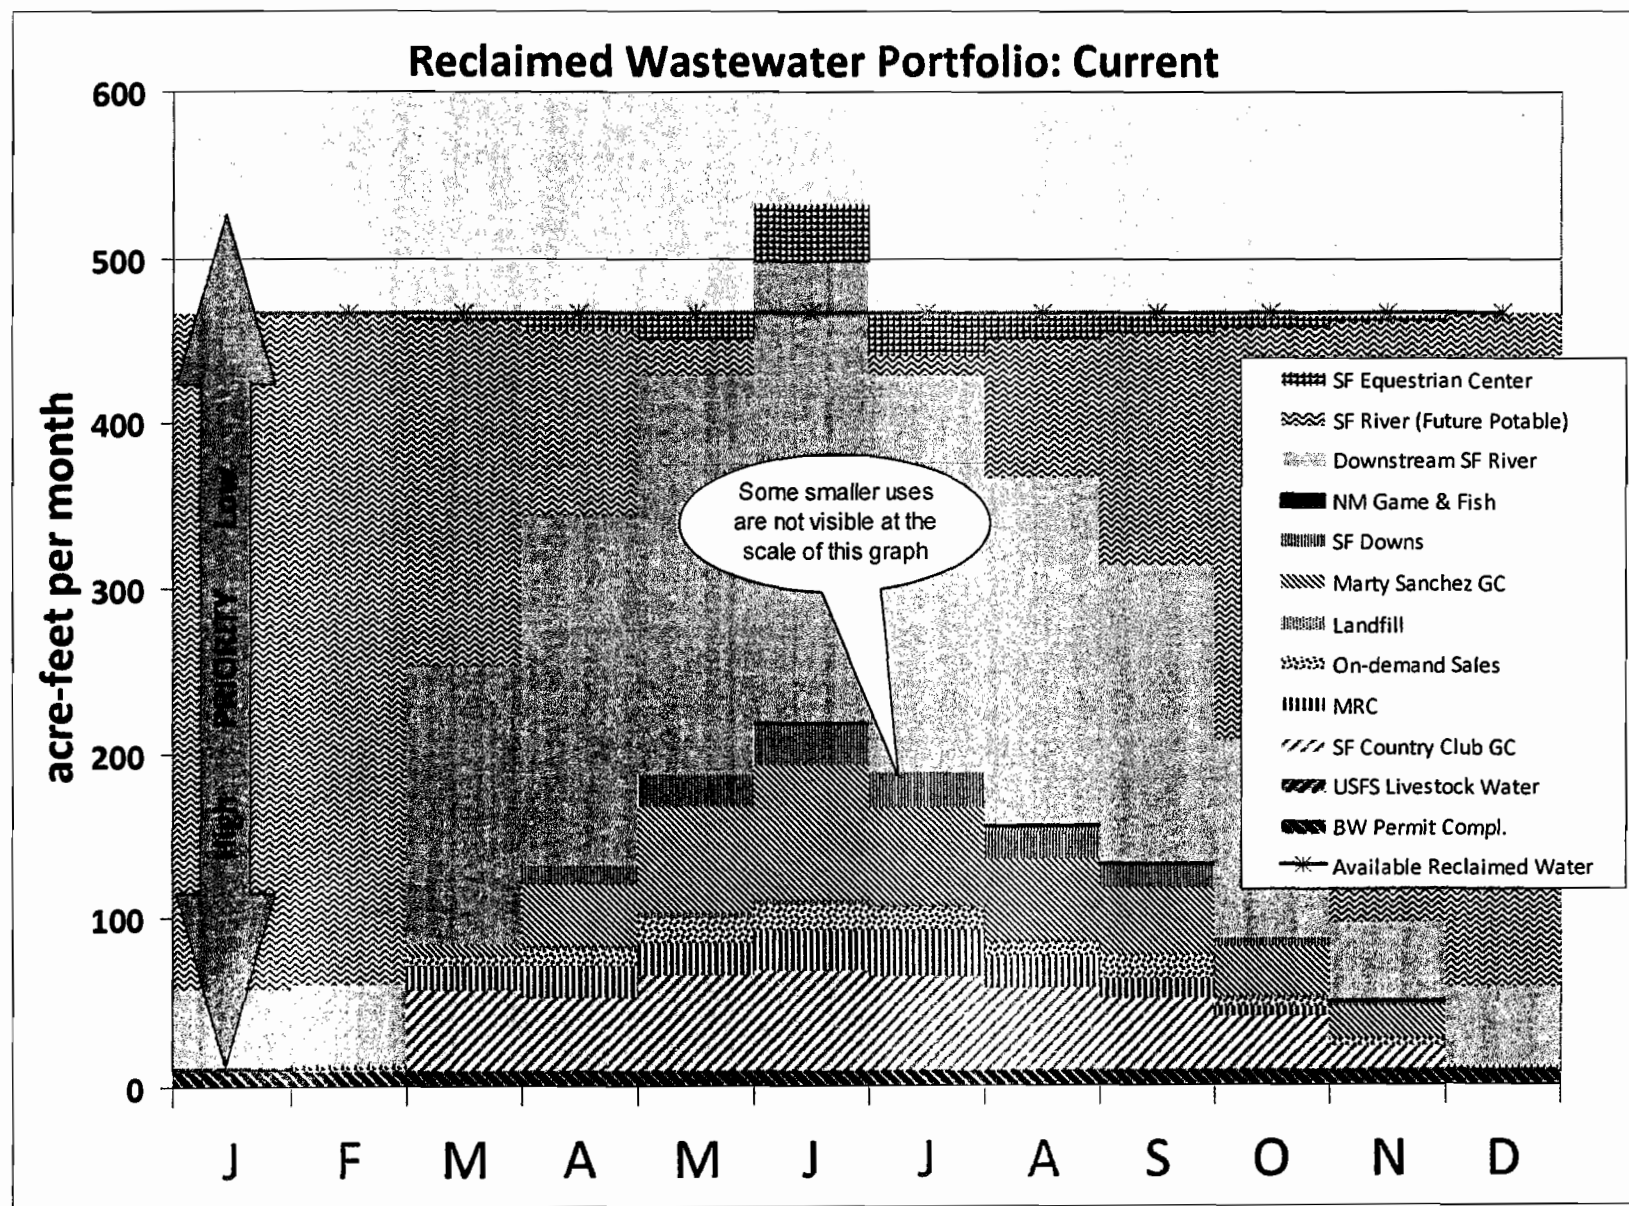 Reclaimed Wastewater Portfolio: Current
600
500
400
300
200
100
0
acre-feet per month
High PRIORITY Low
Some smaller uses
are not visible at the
scale of this graph
SF Equestrian Center
SF River (Future Potable)
Downstream SF River
NM Game & Fish
SF Downs
Marty Sanchez GC
Landfill
On-demand Sales
MRC
SF Country Club GC
USFS Livestock Water
BW Permit Compl.
Available Reclaimed Water
J F M A M J J A S O N D